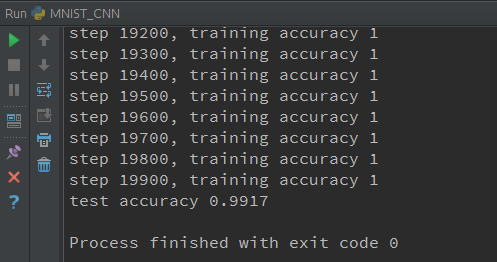 Run MNIST_CNN
step 19200, training accuracy 1
step 19300, training accuracy 1
step 19400, training accuracy 1
step 19500, training accuracy 1
step 19600, training accuracy 1
step 19700, training accuracy 1
step 19800, training accuracy 1
step 19900, training accuracy 1
test accuracy 0.9917
Process finished with exit code 0